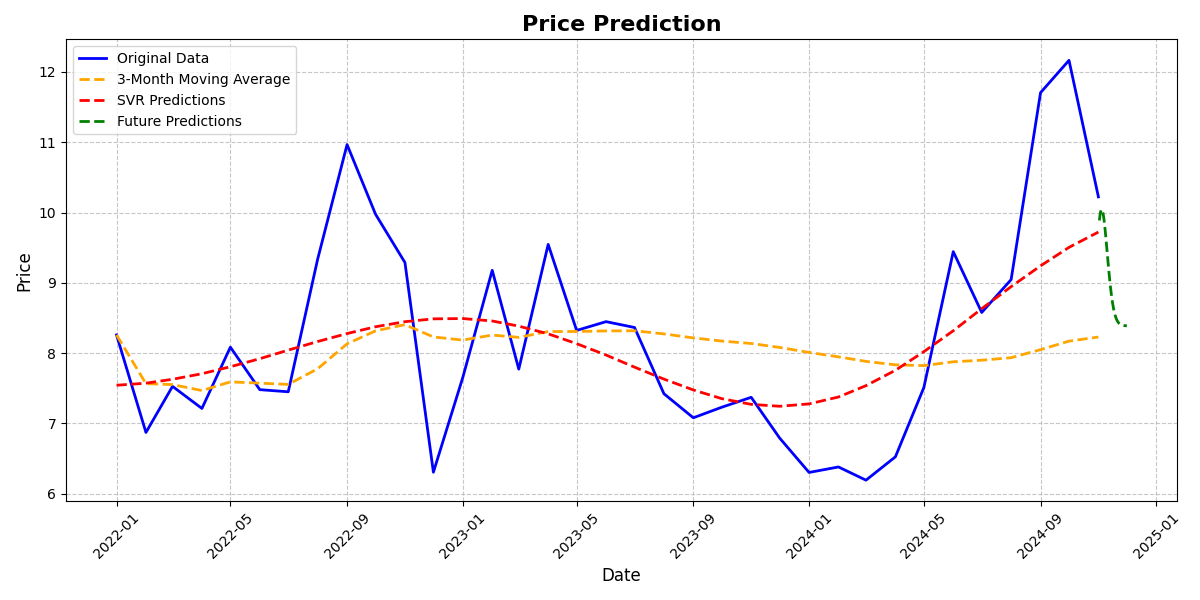 Price Prediction
Original Data
3-Month Moving Average
SVR Predictions
Future Predictions
12
11
10
9
8
7
6
Price
2022-01
2022-05
2022-09
2023-01
2023-05
2023-09
2024-01
2024-05
2024-09
2025-01
Date